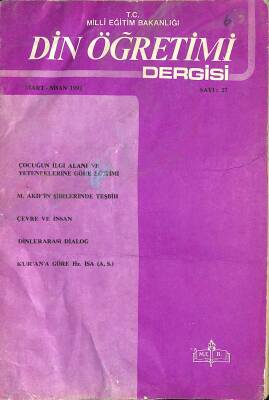 T.C.
MİLLİ EĞİTİM BAKANLIĞI
DİN ÖĞRETİMİ
DERGİSİ
MART-NİSAN 1991
SAYI: 27
ÇOCUĞUN İLGİ ALANI VE
YETENEKLERİNE GÖRE EĞİTİMİ
M. AKİF'İN ŞİİRLERİNDE TEŞBİH
ÇEVRE VE İNSAN
DİNLERARASI DİALOG
KUR'AN'A GÖRE Hz. İSA (A. S.)